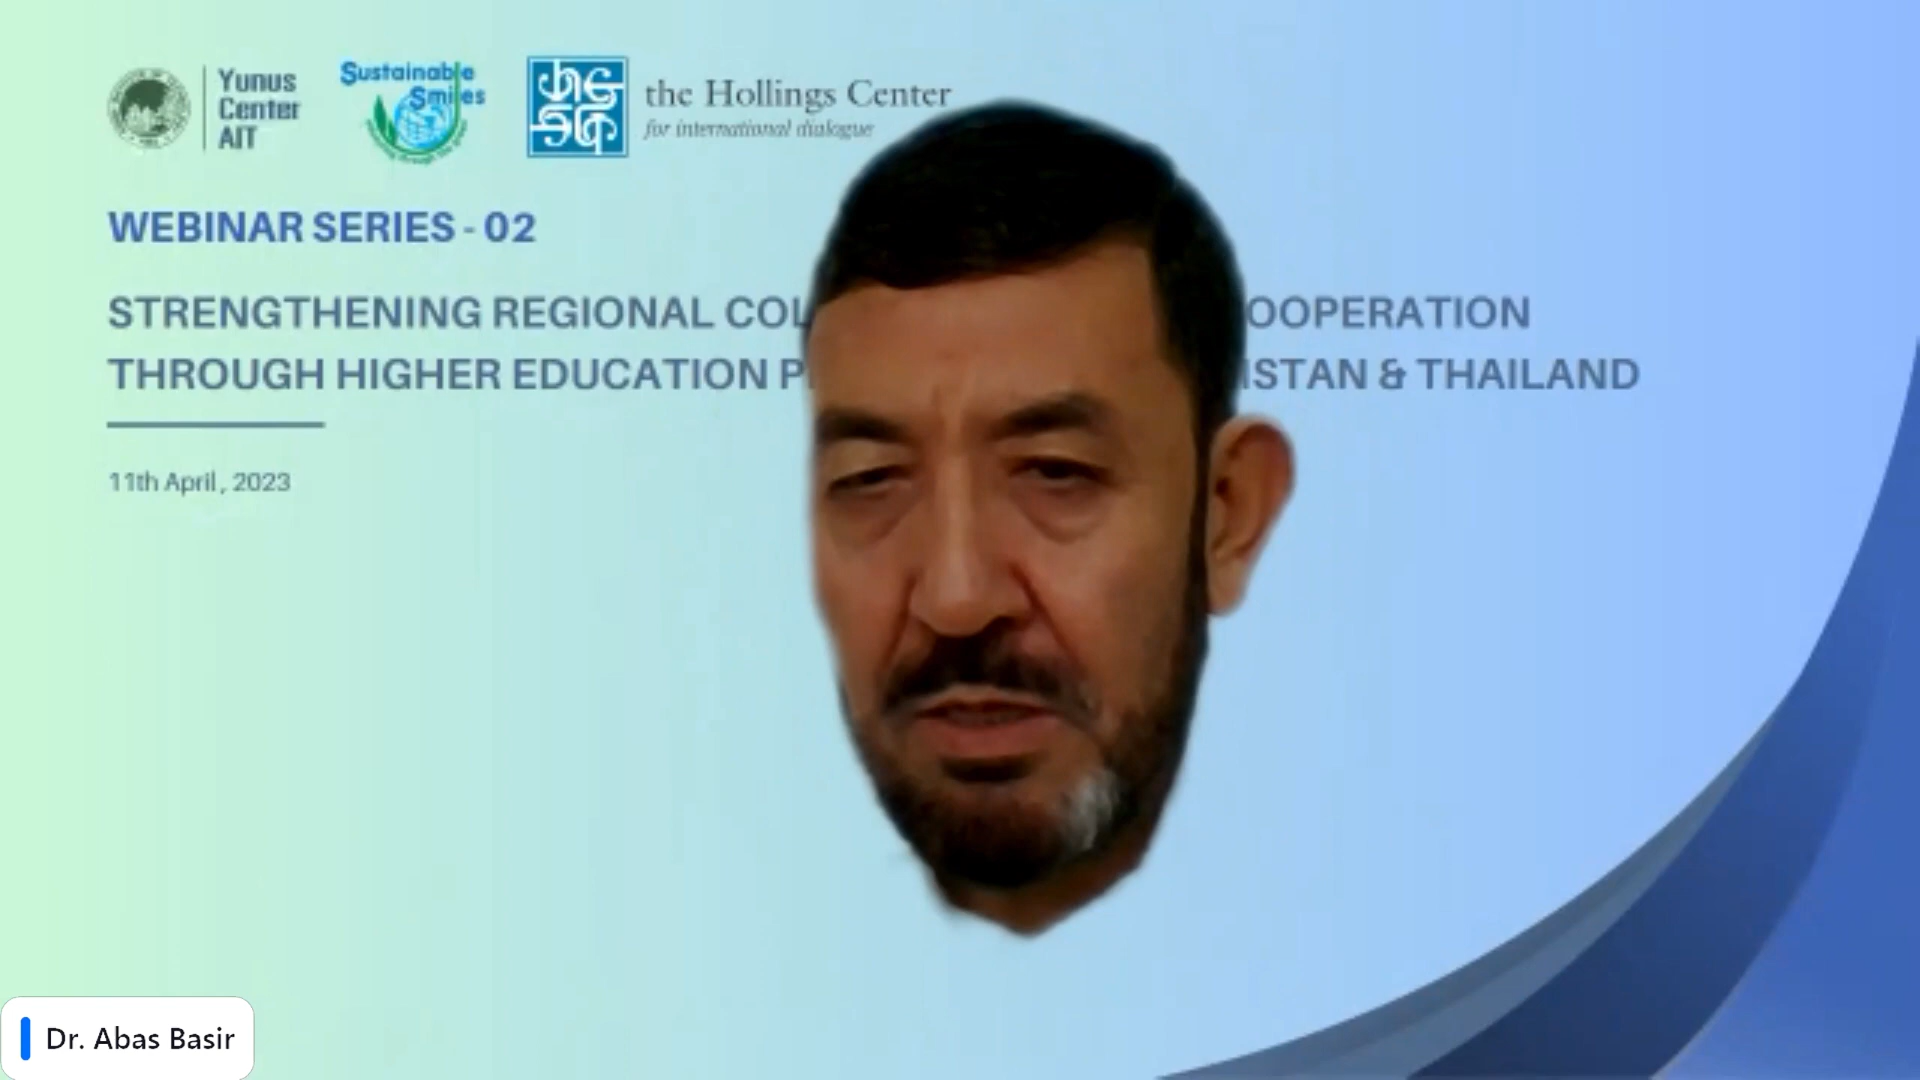 Yunus
Center
AIT
Sustainable
Smiles
the Hollings Center
for international dialogue
WEBINAR SERIES - 02
STRENGTHENING REGIONAL COL OOPERATION
THROUGH HIGHER EDUCATION P ISTAN & THAILAND
11th April, 2023
Dr. Abas Basir